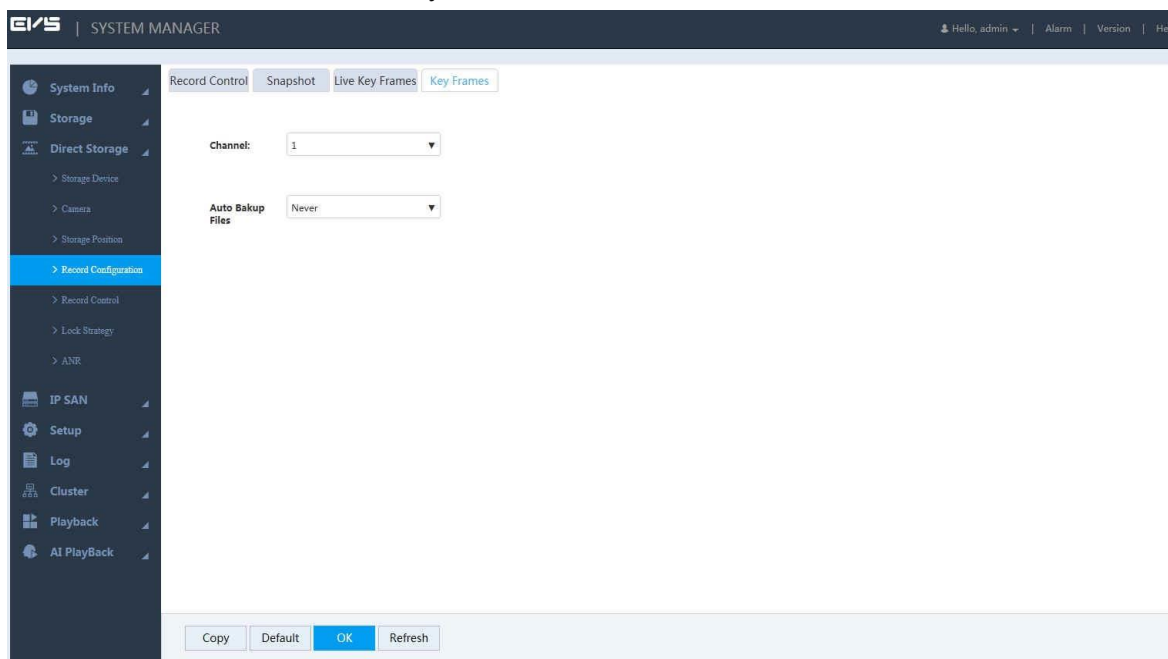 EVS | SYSTEM MANAGER
Hello, admin | Alarm | Version | He
Record Control Snapshot Live Key Frames Key Frames
System Info
Storage
Direct Storage
> Storage Device
> Camera
> Storage Position
> Record Configuration
> Record Control
> Lock Strategy
> ANR
IP SAN
Setup
Log
Cluster
Playback
AI PlayBack
Channel: 1
Auto Bakup Never
Files
Copy Default OK Refresh